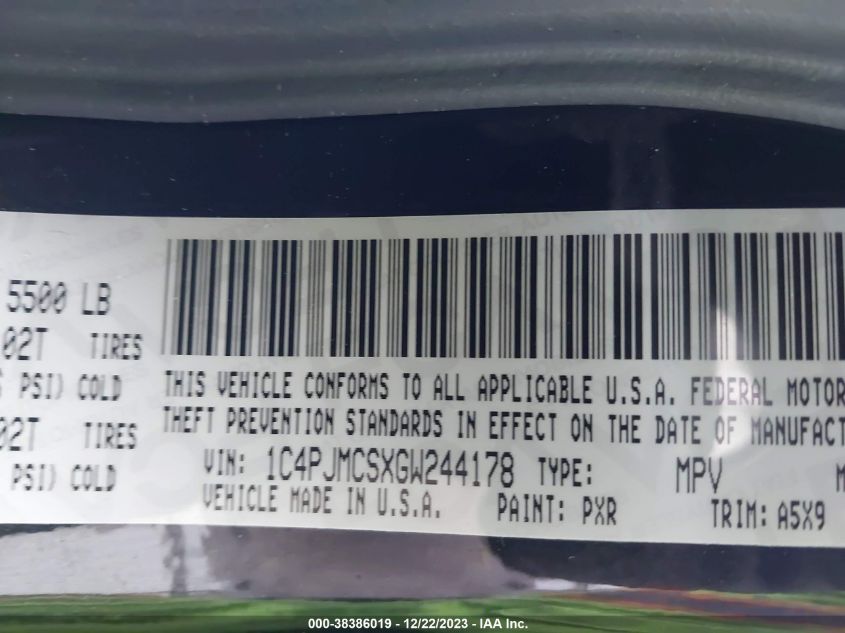 5500 LB
02T TIRES
PSI) COLD
02T TIRES
PSI) COLD
THIS VEHICLE CONFORMS TO ALL APPLICABLE U.S.A. FEDERAL MOTOR
THEFT PREVENTION STANDARDS IN EFFECT ON THE DATE OF MANUFACT
VIN: 1C4PJMCSXGW244178 TYPE: MPV M
VEHICLE MADE IN U.S.A. PAINT: PXR TRIM: A5X9
000-38386019 - 12/22/2023 - IAA Inc.